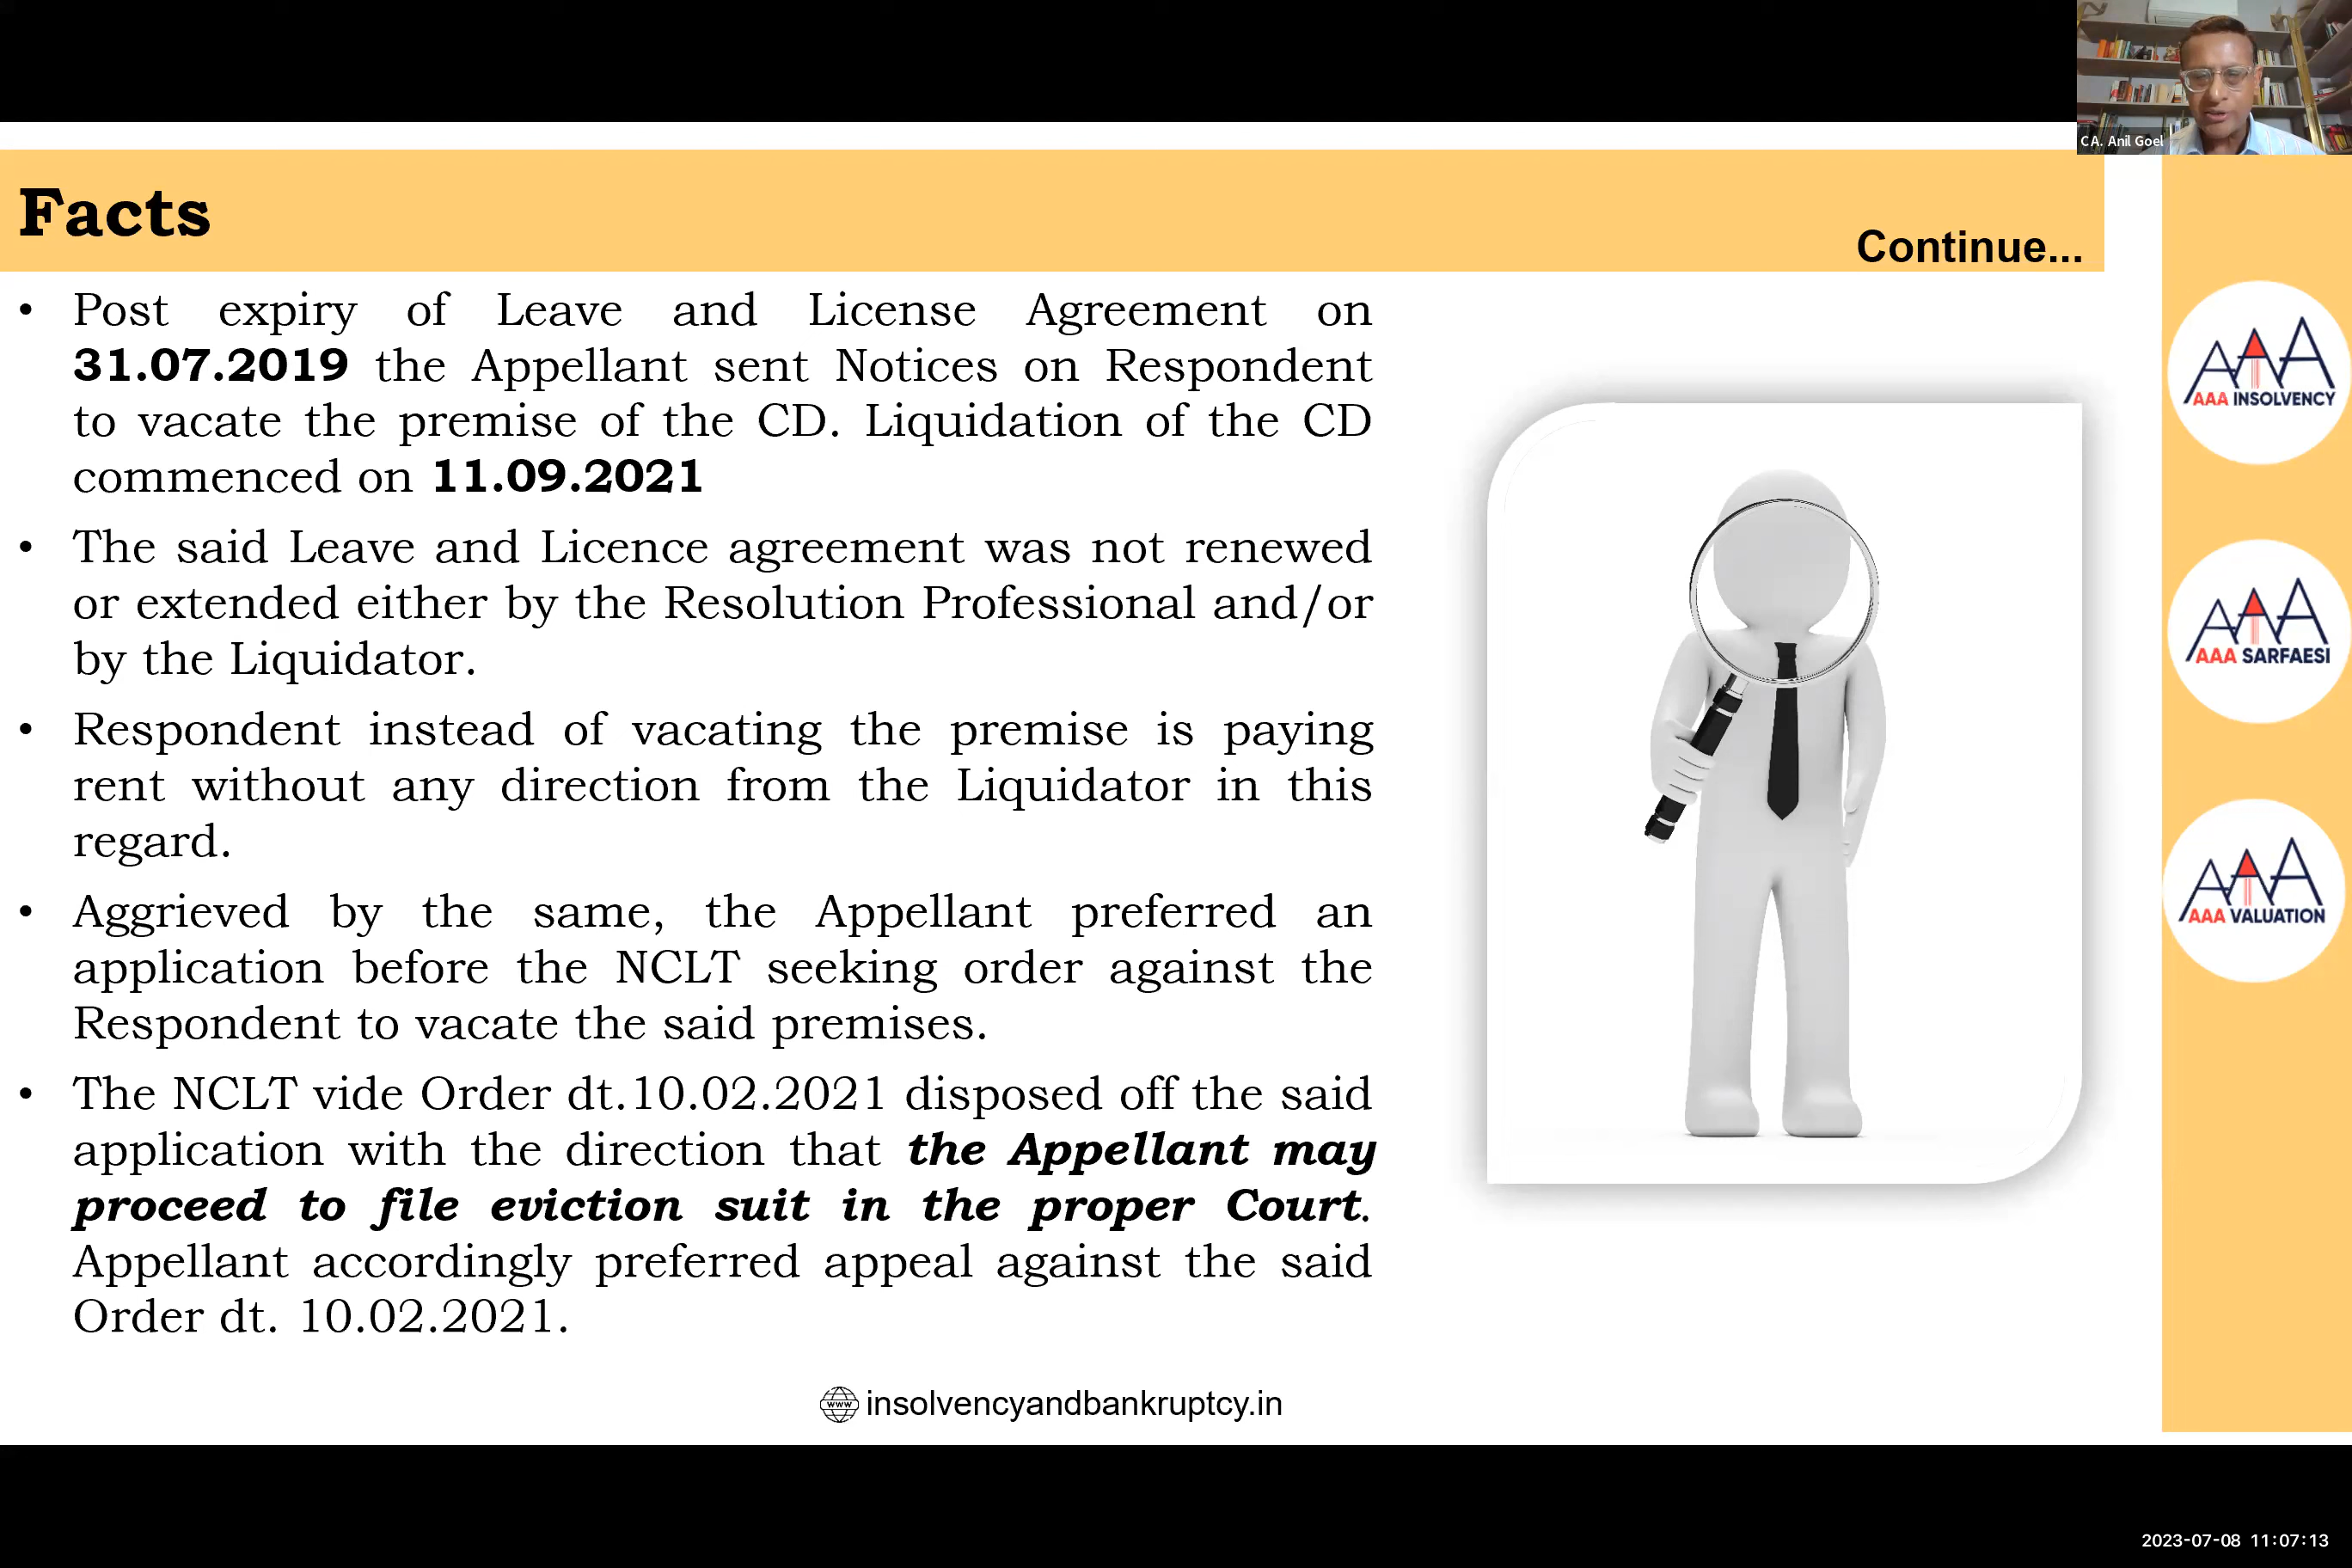 CA. Anil Goel
Facts
Continue...
• Post expiry of Leave and License Agreement on
31.07.2019 the Appellant sent Notices on Respondent
to vacate the premise of the CD. Liquidation of the CD
commenced on 11.09.2021
• The said Leave and Licence agreement was not renewed
or extended either by the Resolution Professional and/or
by the Liquidator.
• Respondent instead of vacating the premise is paying
rent without any direction from the Liquidator in this
regard.
• Aggrieved by the same, the Appellant preferred an
application before the NCLT seeking order against the
Respondent to vacate the said premises.
• The NCLT vide Order dt.10.02.2021 disposed off the said
application with the direction that the Appellant may
proceed to file eviction suit in the proper Court.
Appellant accordingly preferred appeal against the said
Order dt. 10.02.2021.
www insolvencyandbankruptcy.in
AAA
AAA INSOLVENCY
AAA
AAA SARFAESI
AAA
AAA VALUATION
2023-07-08 11:07:13